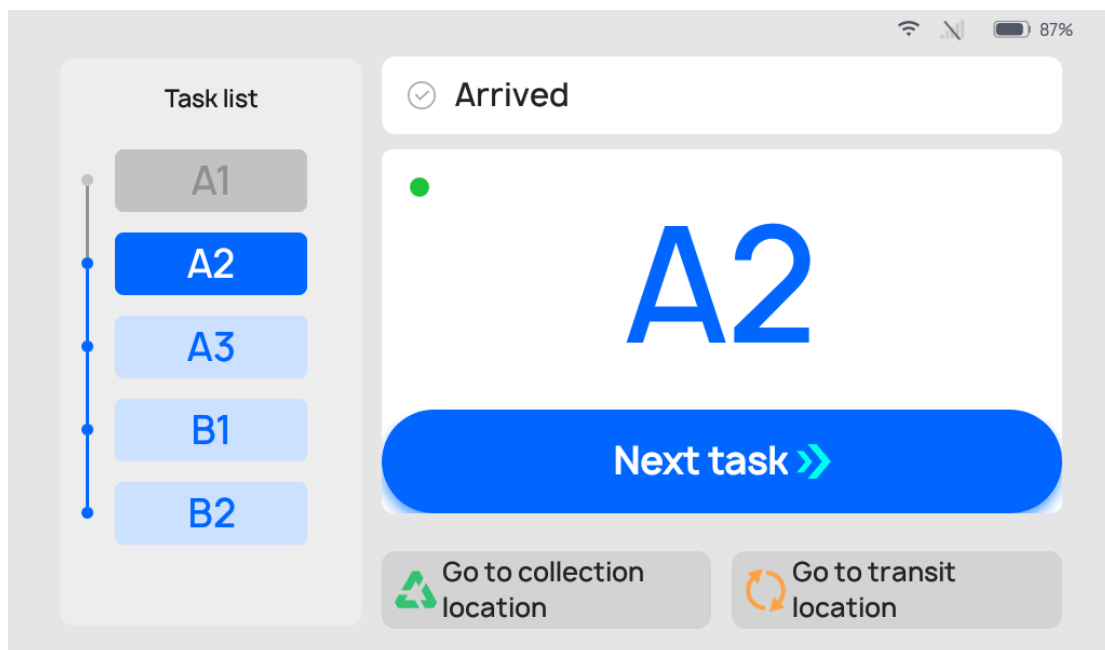 87%
Task list
A1
A2
A3
B1
B2
Arrived
A2
Next task
Go to collection
location
Go to transit
location